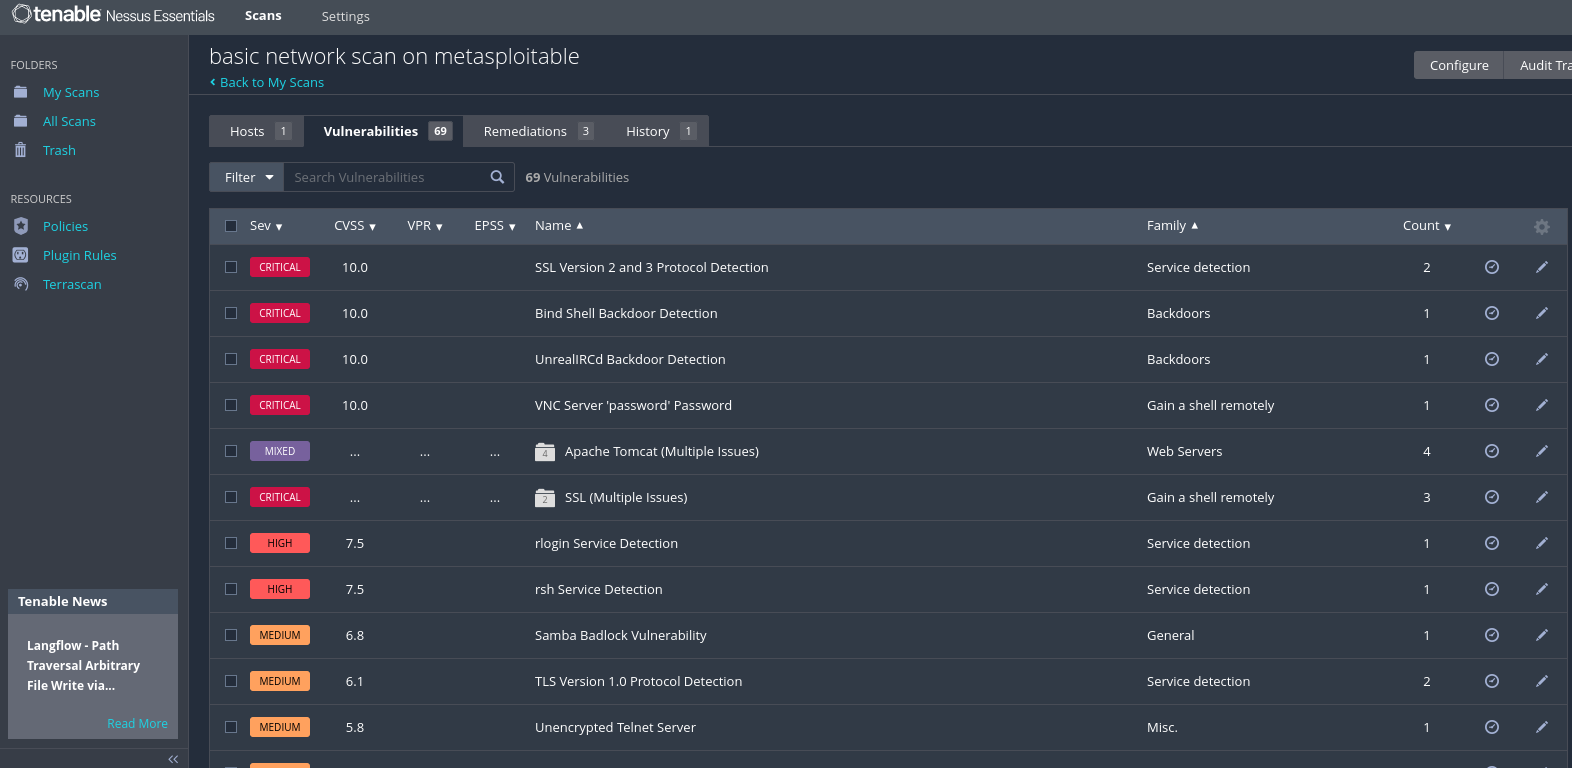 tenable Nessus Essentials Scans Settings
FOLDERS
My Scans
All Scans
Trash
RESOURCES
Policies
Plugin Rules
Terrascan
Tenable News
Langflow - Path
Traversal Arbitrary
File Write via...
Read More
basic network scan on metasploitable
Back to My Scans
Configure Audit Tra
Hosts 1 Vulnerabilities 69 Remediations 3 History 1
Filter Search Vulnerabilities 69 Vulnerabilities
Sev CVSS VPR EPSS Name Family Count
CRITICAL 10.0 SSL Version 2 and 3 Protocol Detection Service detection 2
CRITICAL 10.0 Bind Shell Backdoor Detection Backdoors 1
CRITICAL 10.0 UnrealIRCd Backdoor Detection Backdoors 1
CRITICAL 10.0 VNC Server 'password' Password Gain a shell remotely 1
MIXED ... ... ... 4 Apache Tomcat (Multiple Issues) Web Servers 4
CRITICAL ... ... ... 2 SSL (Multiple Issues) Gain a shell remotely 3
HIGH 7.5 rlogin Service Detection Service detection 1
HIGH 7.5 rsh Service Detection Service detection 1
MEDIUM 6.8 Samba Badlock Vulnerability General 1
MEDIUM 6.1 TLS Version 1.0 Protocol Detection Service detection 2
MEDIUM 5.8 Unencrypted Telnet Server Misc. 1